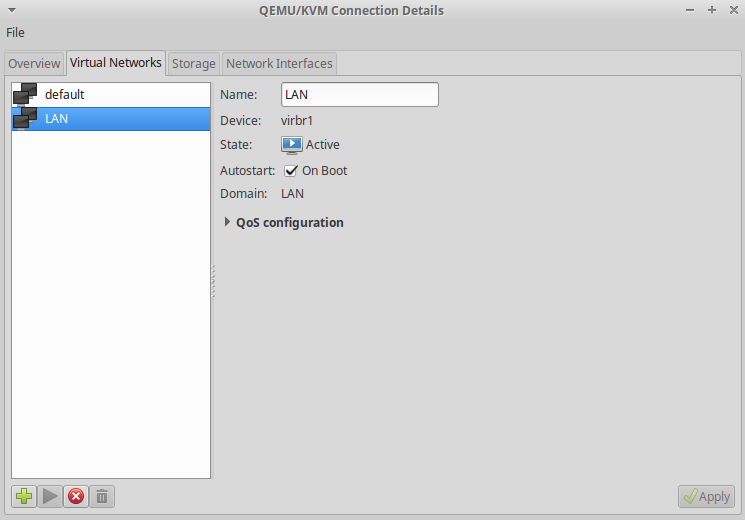 QEMU/KVM Connection Details
File
Overview Virtual Networks Storage Network Interfaces
default
LAN
Name: LAN
Device: virbr1
State: Active
Autostart: On Boot
Domain: LAN
QoS configuration
Apply